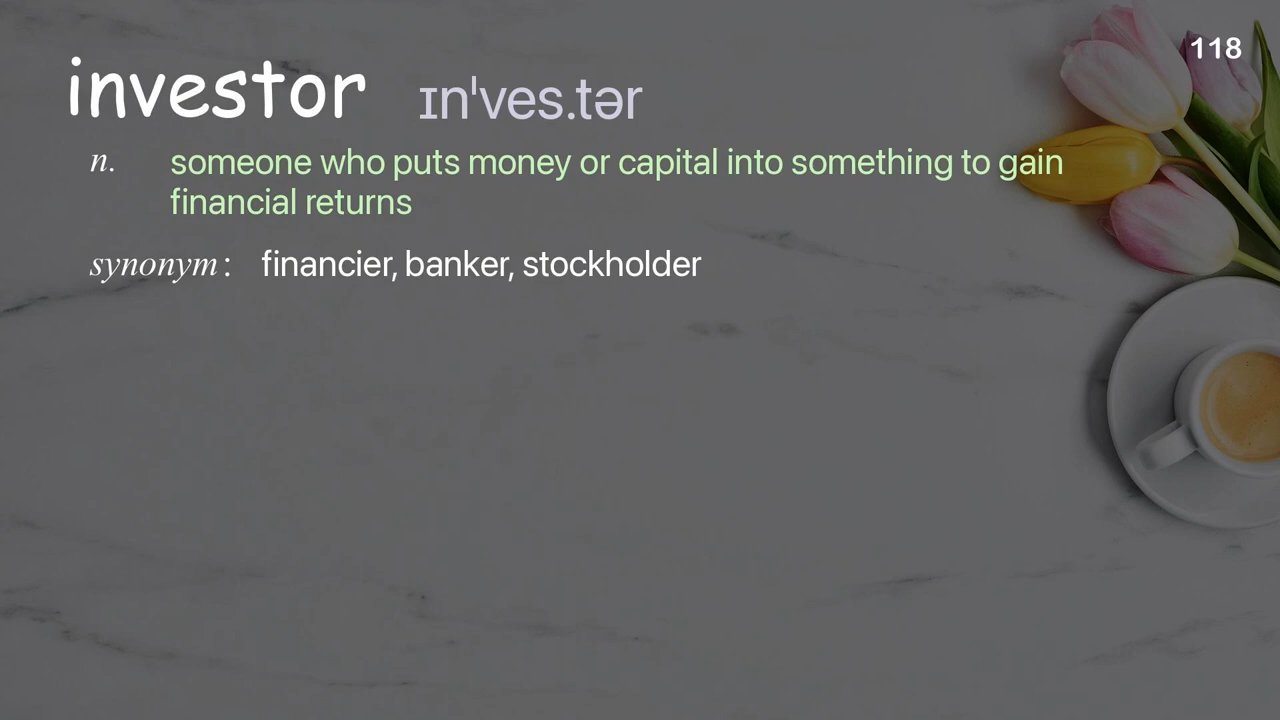 118
investor ɪnˈves.tər
n. someone who puts money or capital into something to gain
financial returns
synonym: financier, banker, stockholder